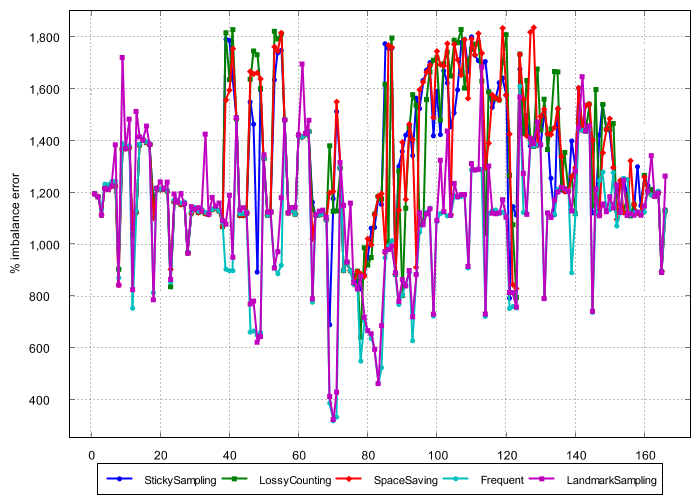 1,800
1,600
1,400
1,200
1,000
800
600
400
% imbalance error
0 20 40 60 80 100 120 140 160
StickySampling LossyCounting SpaceSaving Frequent LandmarkSampling